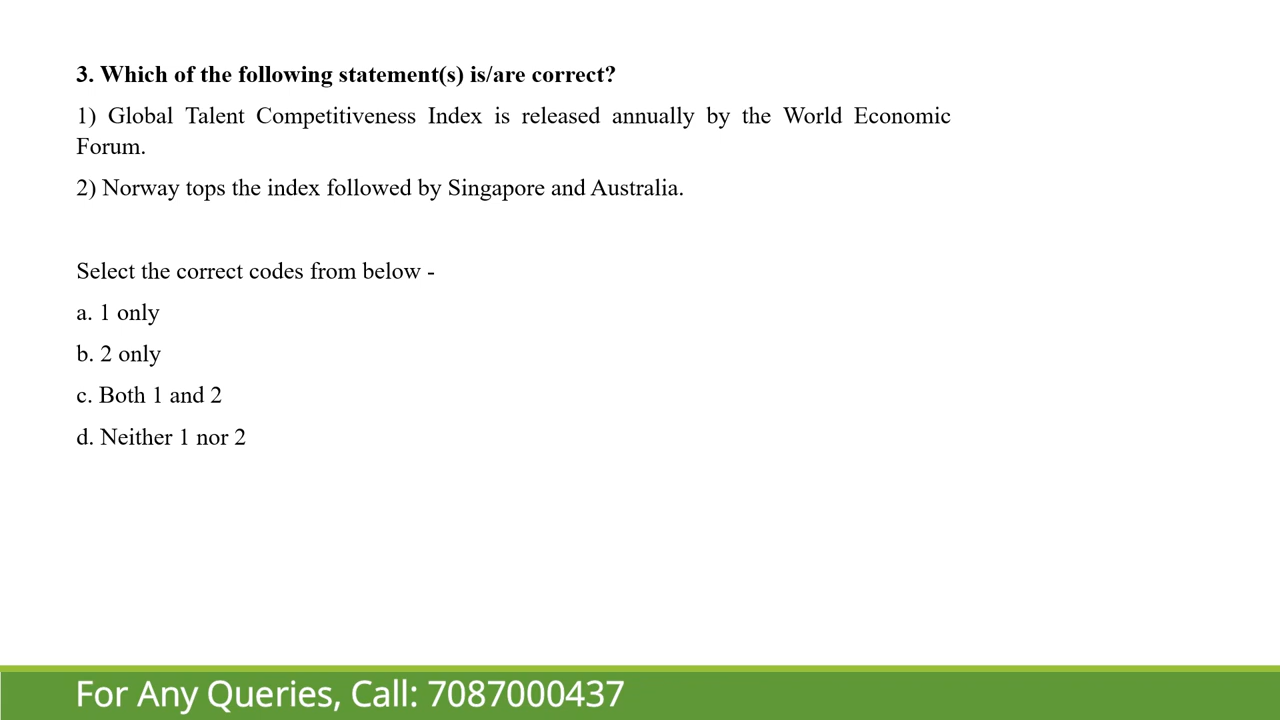 3. Which of the following statement(s) is/are correct?
1) Global Talent Competitiveness Index is released annually by the World Economic
Forum.
2) Norway tops the index followed by Singapore and Australia.
Select the correct codes from below -
a. 1 only
b. 2 only
c. Both 1 and 2
d. Neither 1 nor 2
For Any Queries, Call: 7087000437